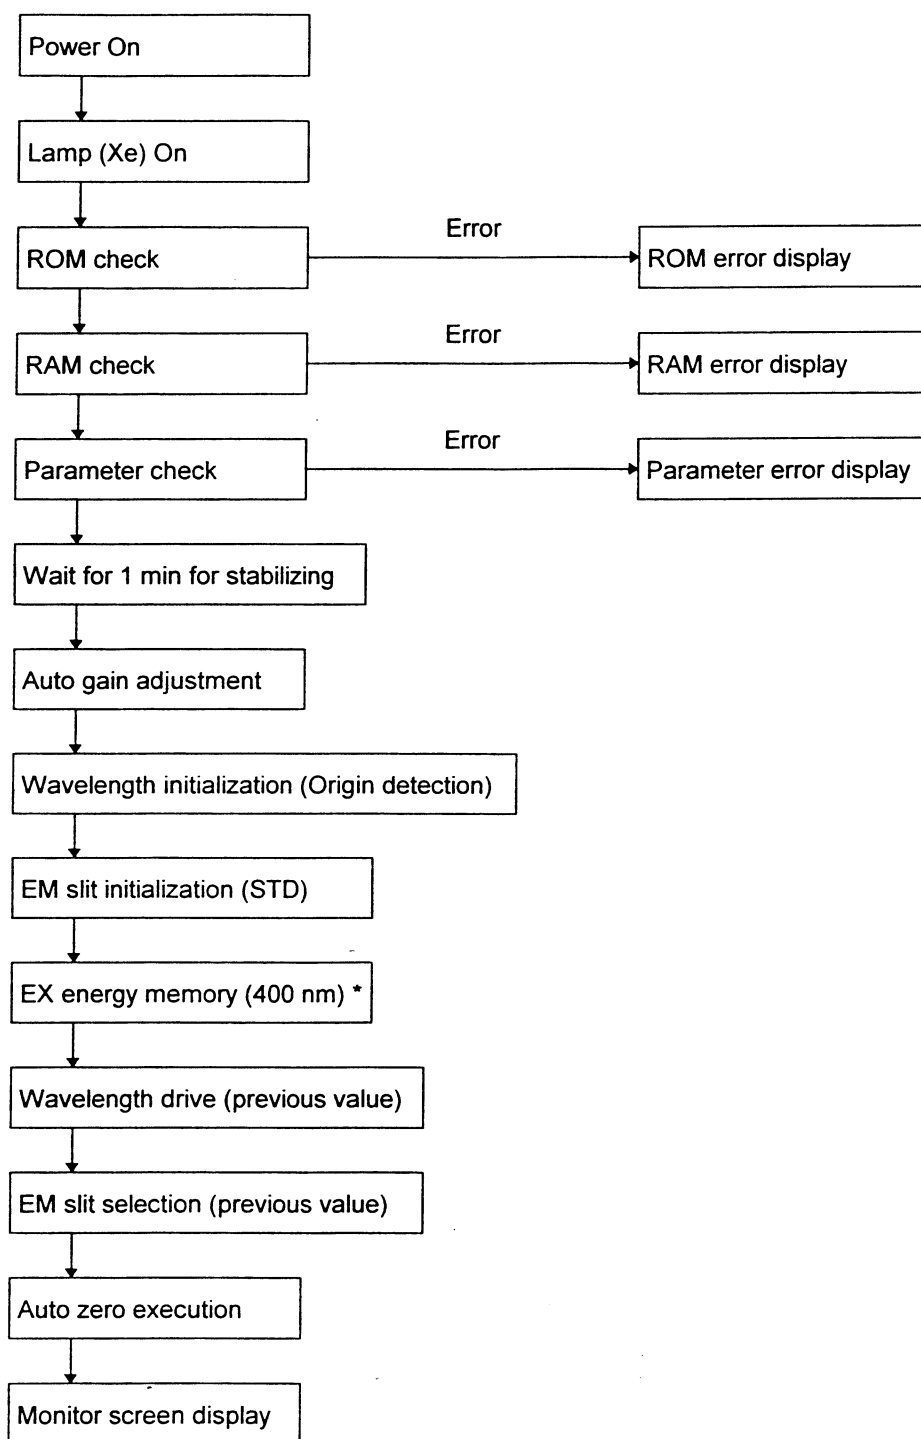 Power On
Lamp (Xe) On
Error
ROM check
ROM error display
Error
RAM check
RAM error display
Error
Parameter check
Parameter error display
Wait for 1 min for stabilizing
Auto gain adjustment
Wavelength initialization (Origin detection)
EM slit initialization (STD)
EX energy memory (400 nm) *
Wavelength drive (previous value)
EM slit selection (previous value)
Auto zero execution
Monitor screen display